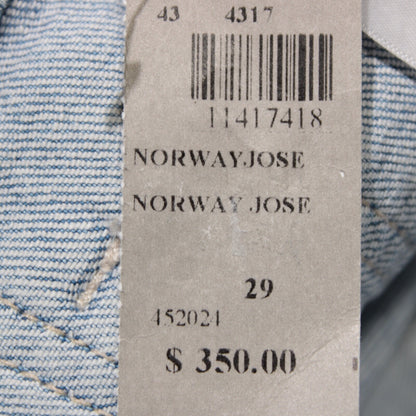 43 4317
11417418
NORWAYJOSE
NORWAY JOSE
29
452024
$ 350.00